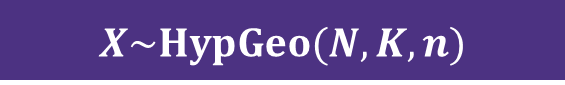 X~HypGeo(N, K, n)